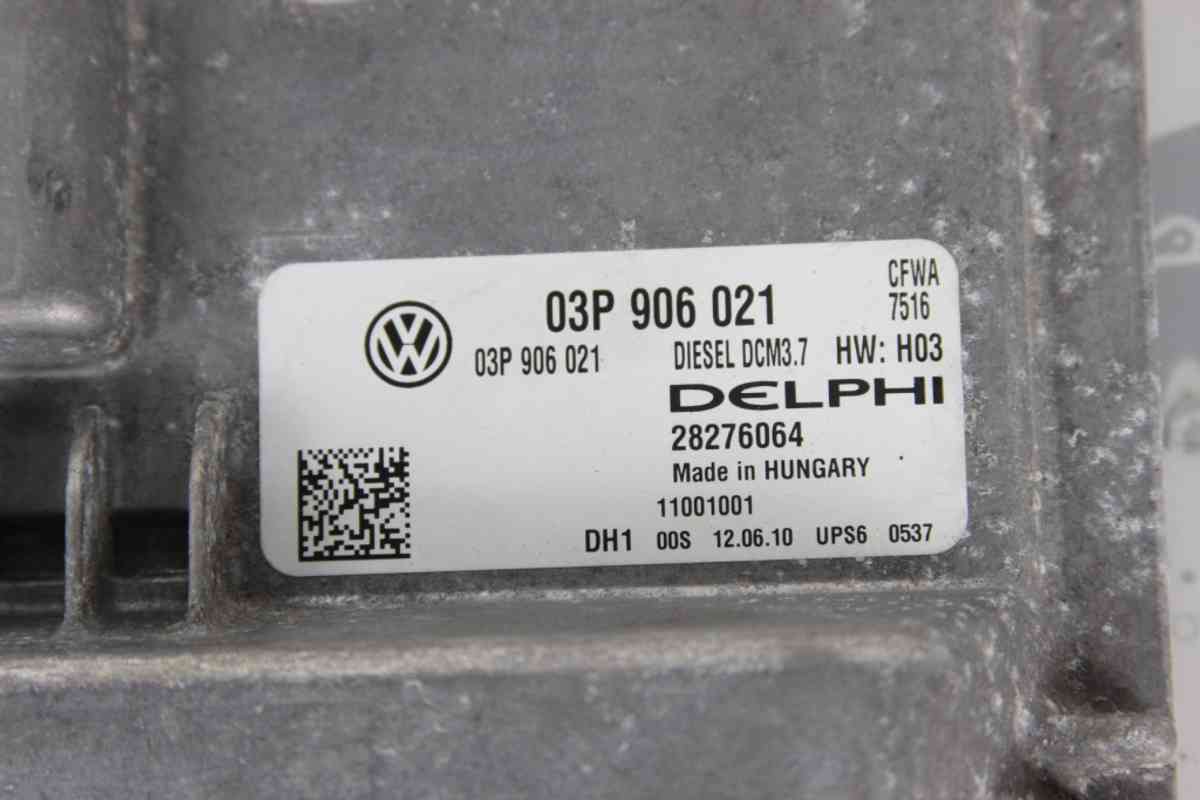 CFWA
03P 906 021 7516
03P 906 021 DIESEL DCM3.7 HW: H03
DELPHI
28276064
Made in HUNGARY
11001001
DH1 00S 12.06.10 UPS6 0537